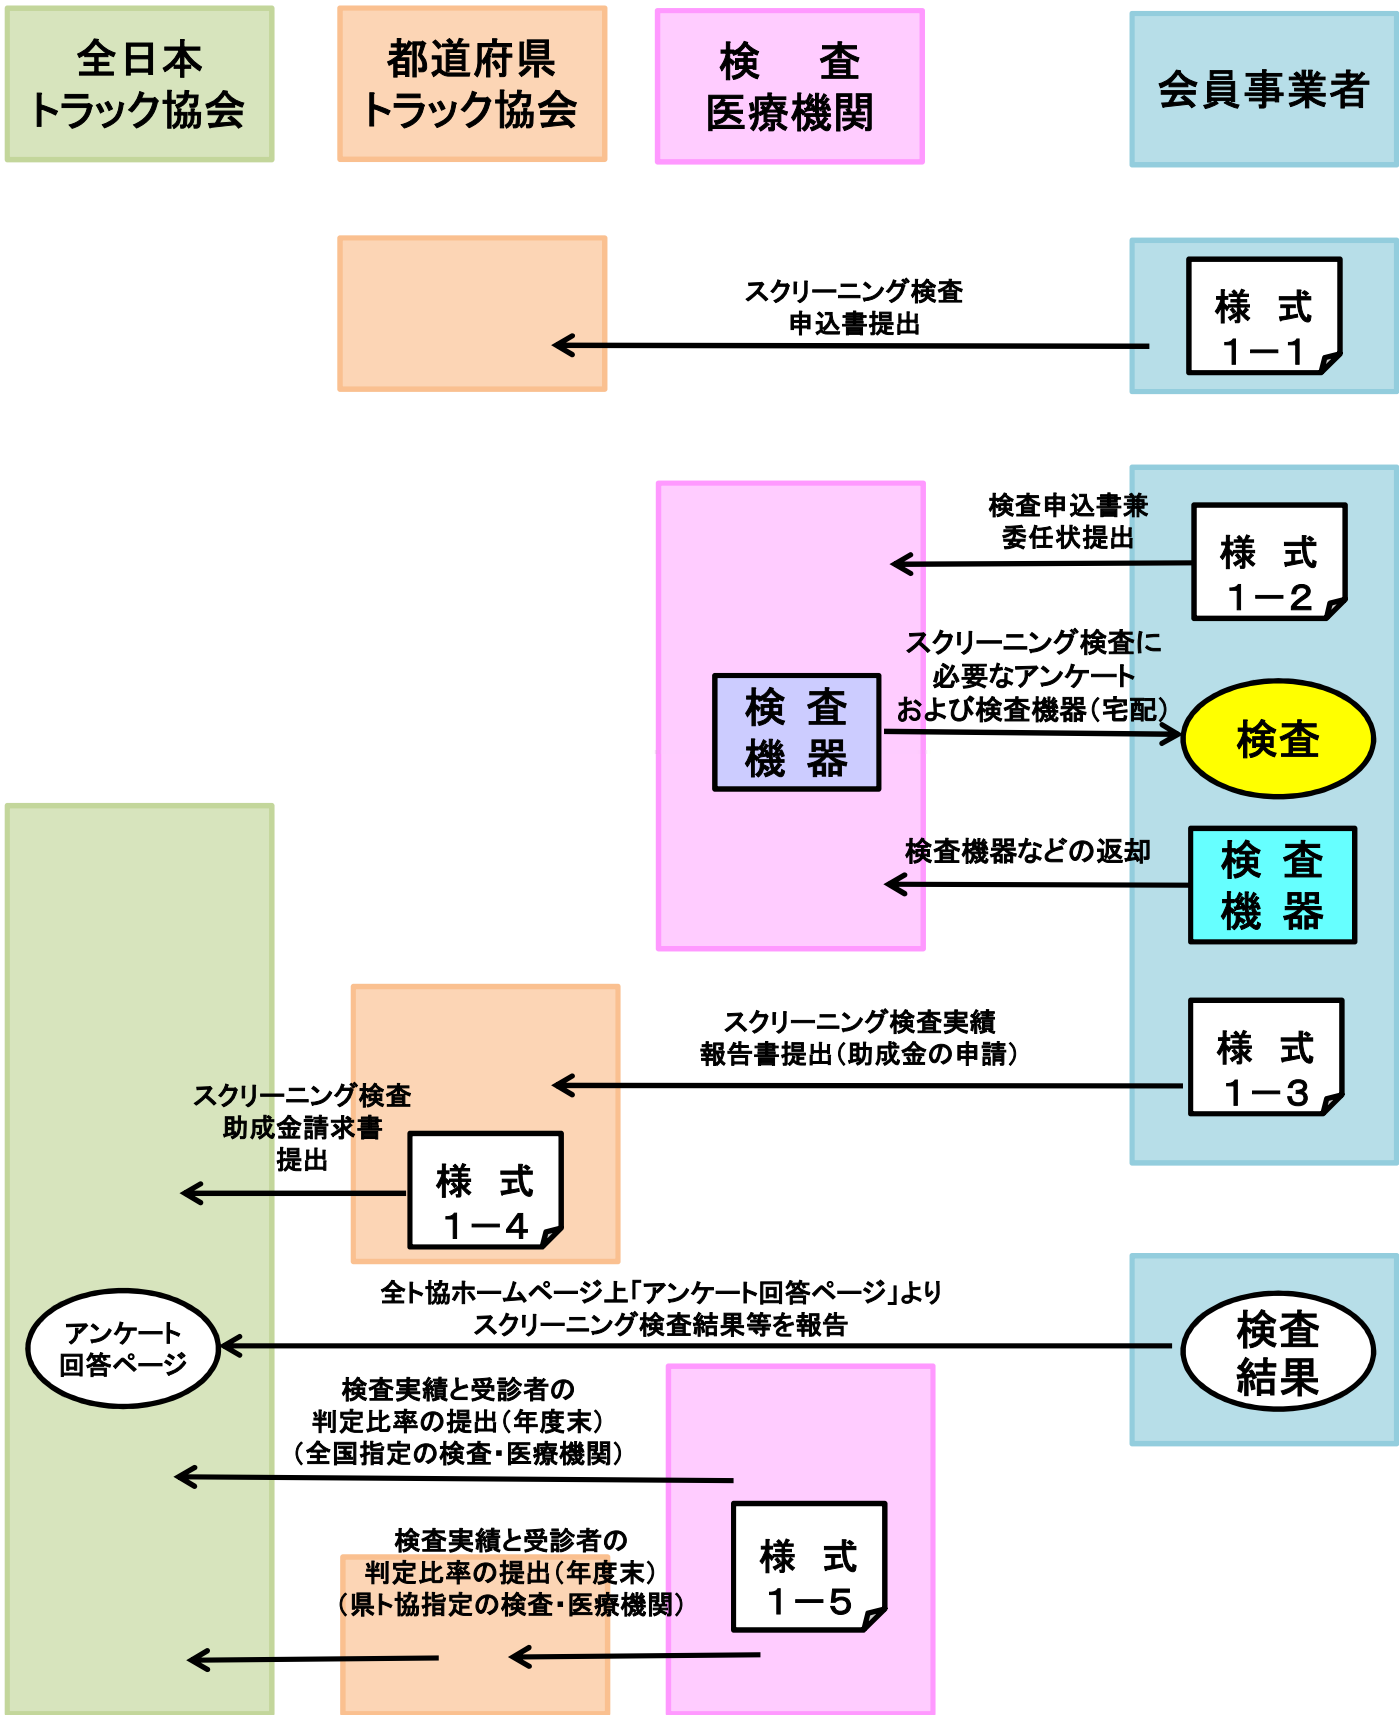 全日本
トラック協会
都道府県
トラック協会
検　査
医療機関
会員事業者
スクリーニング検査
申込書提出
様　式
１－１
検査申込書兼
委任状提出
様　式
１－２
スクリーニング検査に
必要なアンケート
および検査機器（宅配）
検　査
機　器
検査
検査機器などの返却
検　査
機　器
スクリーニング検査実績
報告書提出（助成金の申請）
様　式
１－３
スクリーニング検査
助成金請求書
提出
様　式
１－４
全ト協ホームページ上「アンケート回答ページ」より
スクリーニング検査結果等を報告
アンケート
回答ページ
検査
結果
検査実績と受診者の
判定比率の提出（年度末）
（全国指定の検査・医療機関）
様　式
１－５
検査実績と受診者の
判定比率の提出（年度末）
（県ト協指定の検査・医療機関）